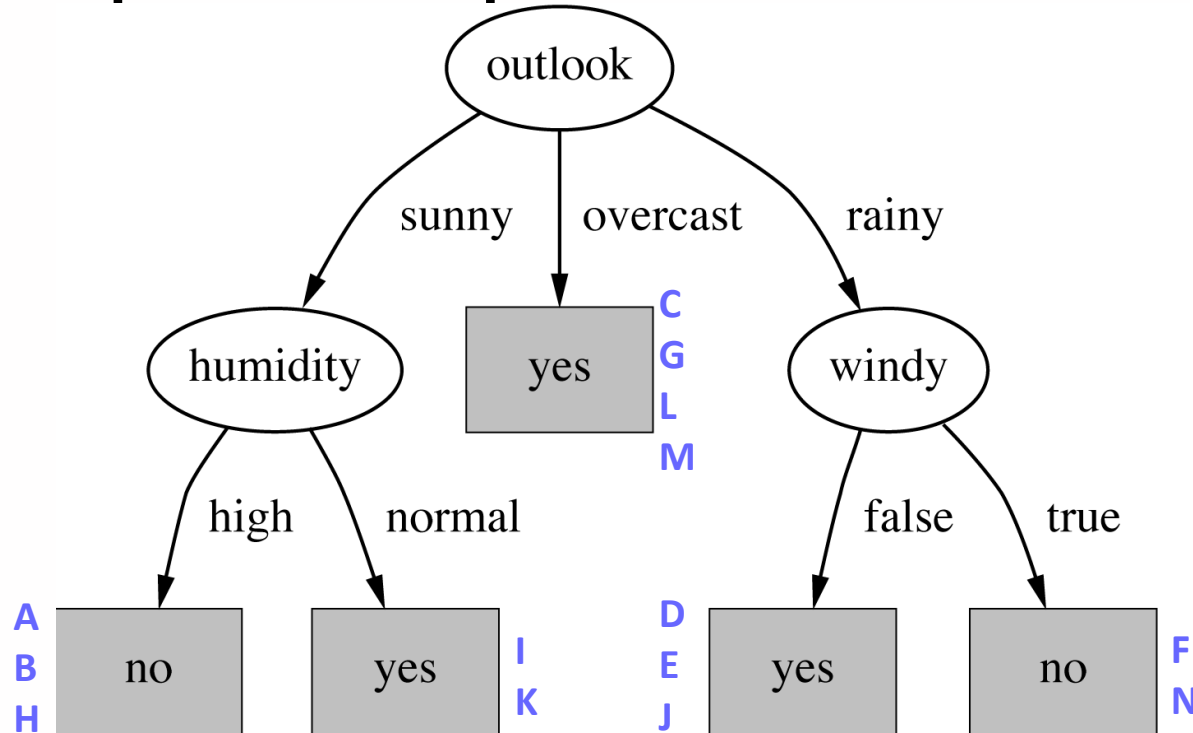 outlook
sunny overcast rainy
C
humidity yes G windy
L
M
high normal false true
A D
B no yes I yes E no F
H K J N